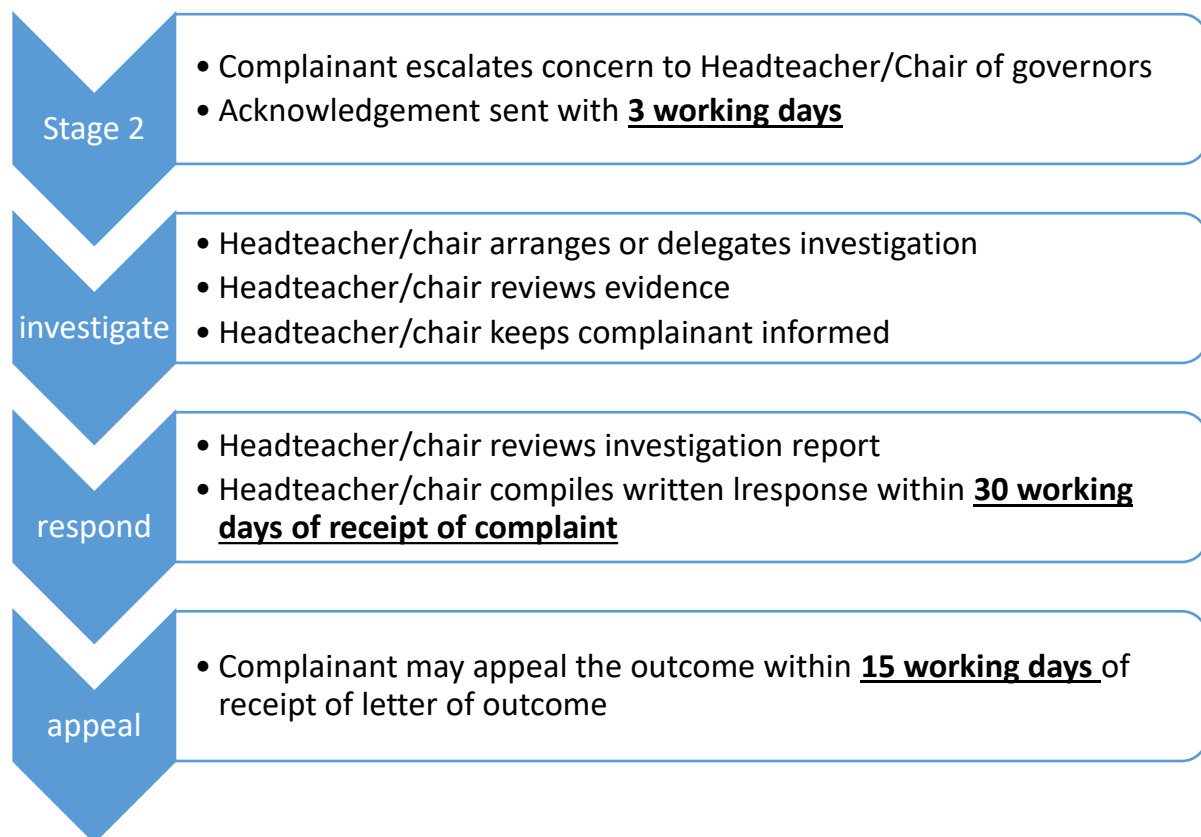 Stage 2
• Complainant escalates concern to Headteacher/Chair of governors
• Acknowledgement sent with 3 working days
investigate
• Headteacher/chair arranges or delegates investigation
• Headteacher/chair reviews evidence
• Headteacher/chair keeps complainant informed
respond
• Headteacher/chair reviews investigation report
• Headteacher/chair compiles written lresponse within 30 working
days of receipt of complaint
appeal
• Complainant may appeal the outcome within 15 working days of
receipt of letter of outcome